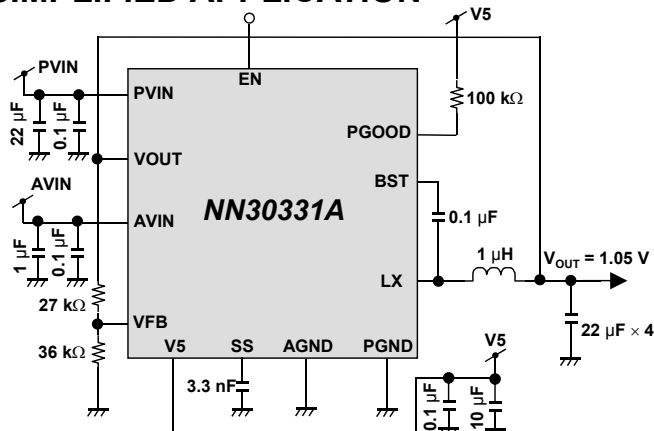 SIMPLIFIED APPLICATION
V5
PVIN
EN
PVIN
22 µF
0.1 µF
100 kΩ
PGOOD
VOUT
BST
AVIN
AVIN
NN30331A
0.1 µF
1 µF
0.1 µF
1 µH
VOUT = 1.05 V
LX
27 kΩ
VFB
22 µF × 4
36 kΩ
V5
SS
AGND
PGND
V5
3.3 nF
0.1 µF
10 µF